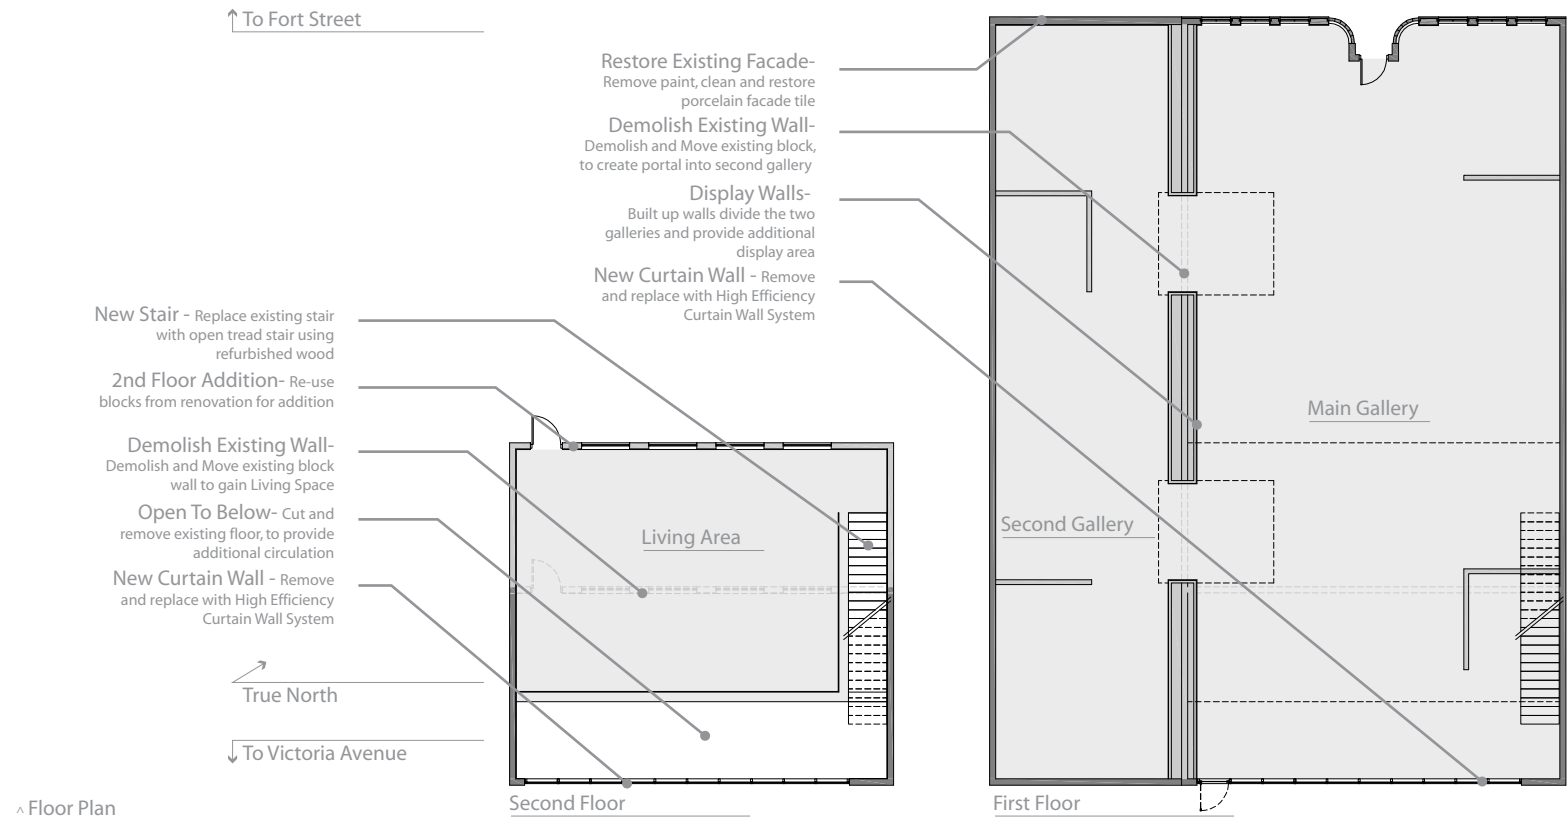 To Fort Street
Restore Existing Facade-
Remove paint, clean and restore
porcelain facade tile
Demolish Existing Wall-
Demolish and Move existing block,
to create portal into second gallery
Display Walls-
Built up walls divide the two
galleries and provide additional
display area
New Curtain Wall - Remove
and replace with High Efficiency
Curtain Wall System
New Stair - Replace existing stair
with open tread stair using
refurbished wood
2nd Floor Addition- Re-use
blocks from renovation for addition
Demolish Existing Wall-
Demolish and Move existing block
wall to gain Living Space
Open To Below- Cut and
remove existing floor, to provide
additional circulation
New Curtain Wall - Remove
and replace with High Efficiency
Curtain Wall System
True North
To Victoria Avenue
^ Floor Plan
Living Area
Second Floor
Main Gallery
Second Gallery
First Floor